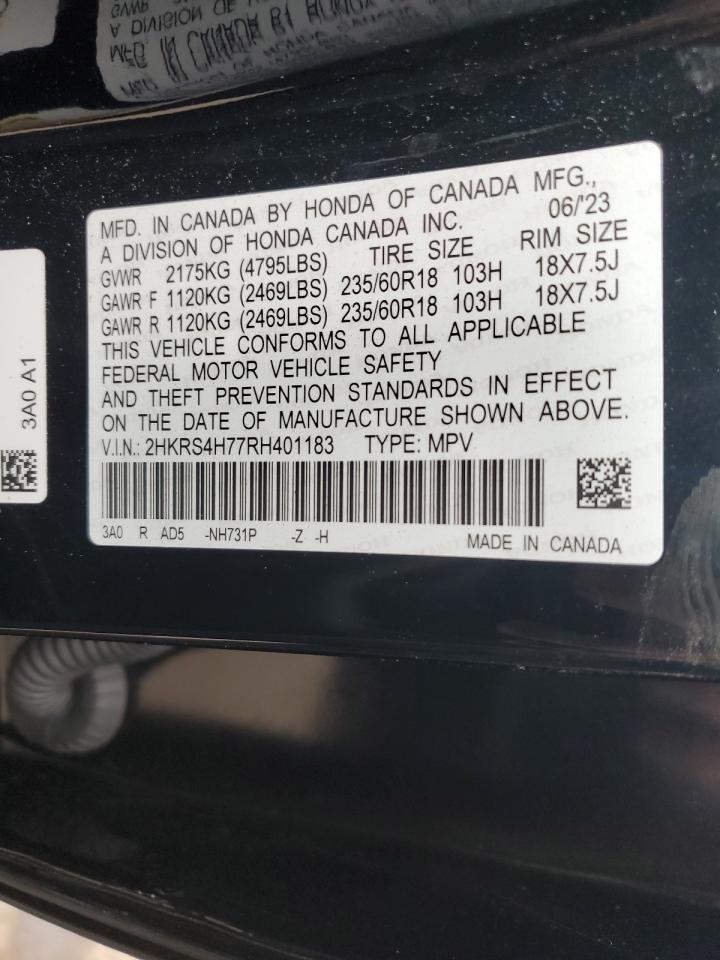 MFD. IN CANADA BY HONDA OF CANADA MFG.,
A DIVISION OF HONDA CANADA INC. 06/'23
GVWR 2175KG (4795LBS) TIRE SIZE RIM SIZE
GAWR F 1120KG (2469LBS) 235/60R18 103H 18X7.5J
GAWR R 1120KG (2469LBS) 235/60R18 103H 18X7.5J
THIS VEHICLE CONFORMS TO ALL APPLICABLE
FEDERAL MOTOR VEHICLE SAFETY
AND THEFT PREVENTION STANDARDS IN EFFECT
ON THE DATE OF MANUFACTURE SHOWN ABOVE.
V.I.N.: 2HKRS4H77RH401183 TYPE: MPV
3A0 R AD5 -NH731P -Z -H MADE IN CANADA
3A0 A1